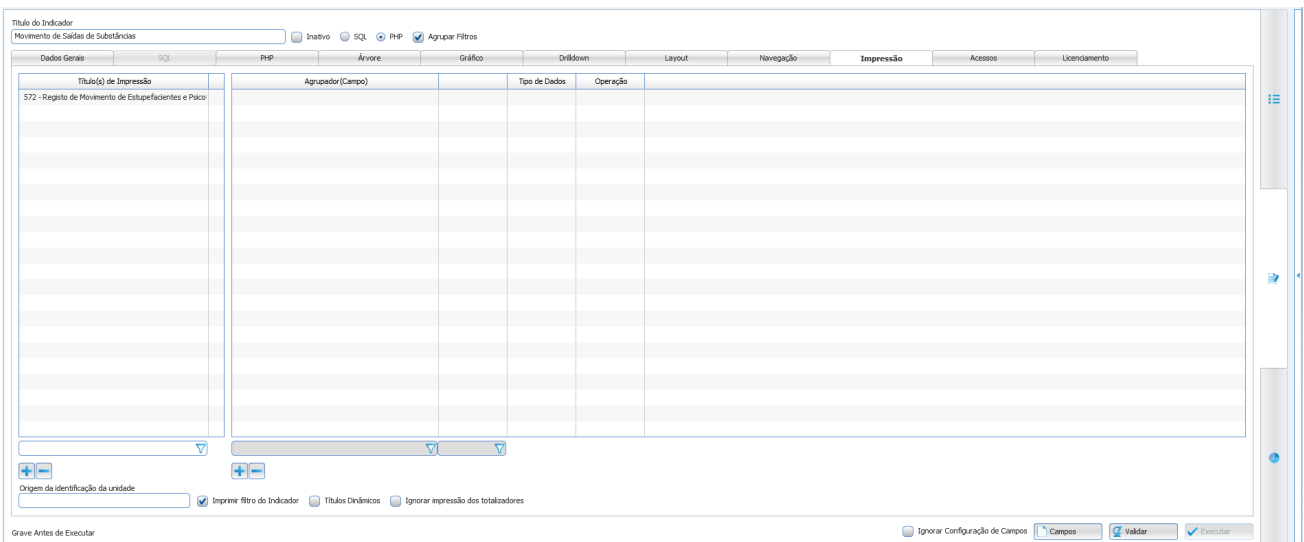 Título do Indicador
Movimento de Saídas de Substâncias
Inativo SQL PHP Agrupar Filtros
Dados Gerais SQL PHP Árvore Gráfico Drilldown Layout Navegação Impressão Acessos Licenciamento
Título(s) de Impressão Agrupador(Campo) Tipo de Dados Operação
572 - Registo de Movimento de Estupefacientes e Psico
Origem da identificação da unidade
Imprimir filtro do Indicador Títulos Dinâmicos Ignorar impressão dos totalizadores
Grave Antes de Executar Ignorar Configuração de Campos Campos Validar Executar